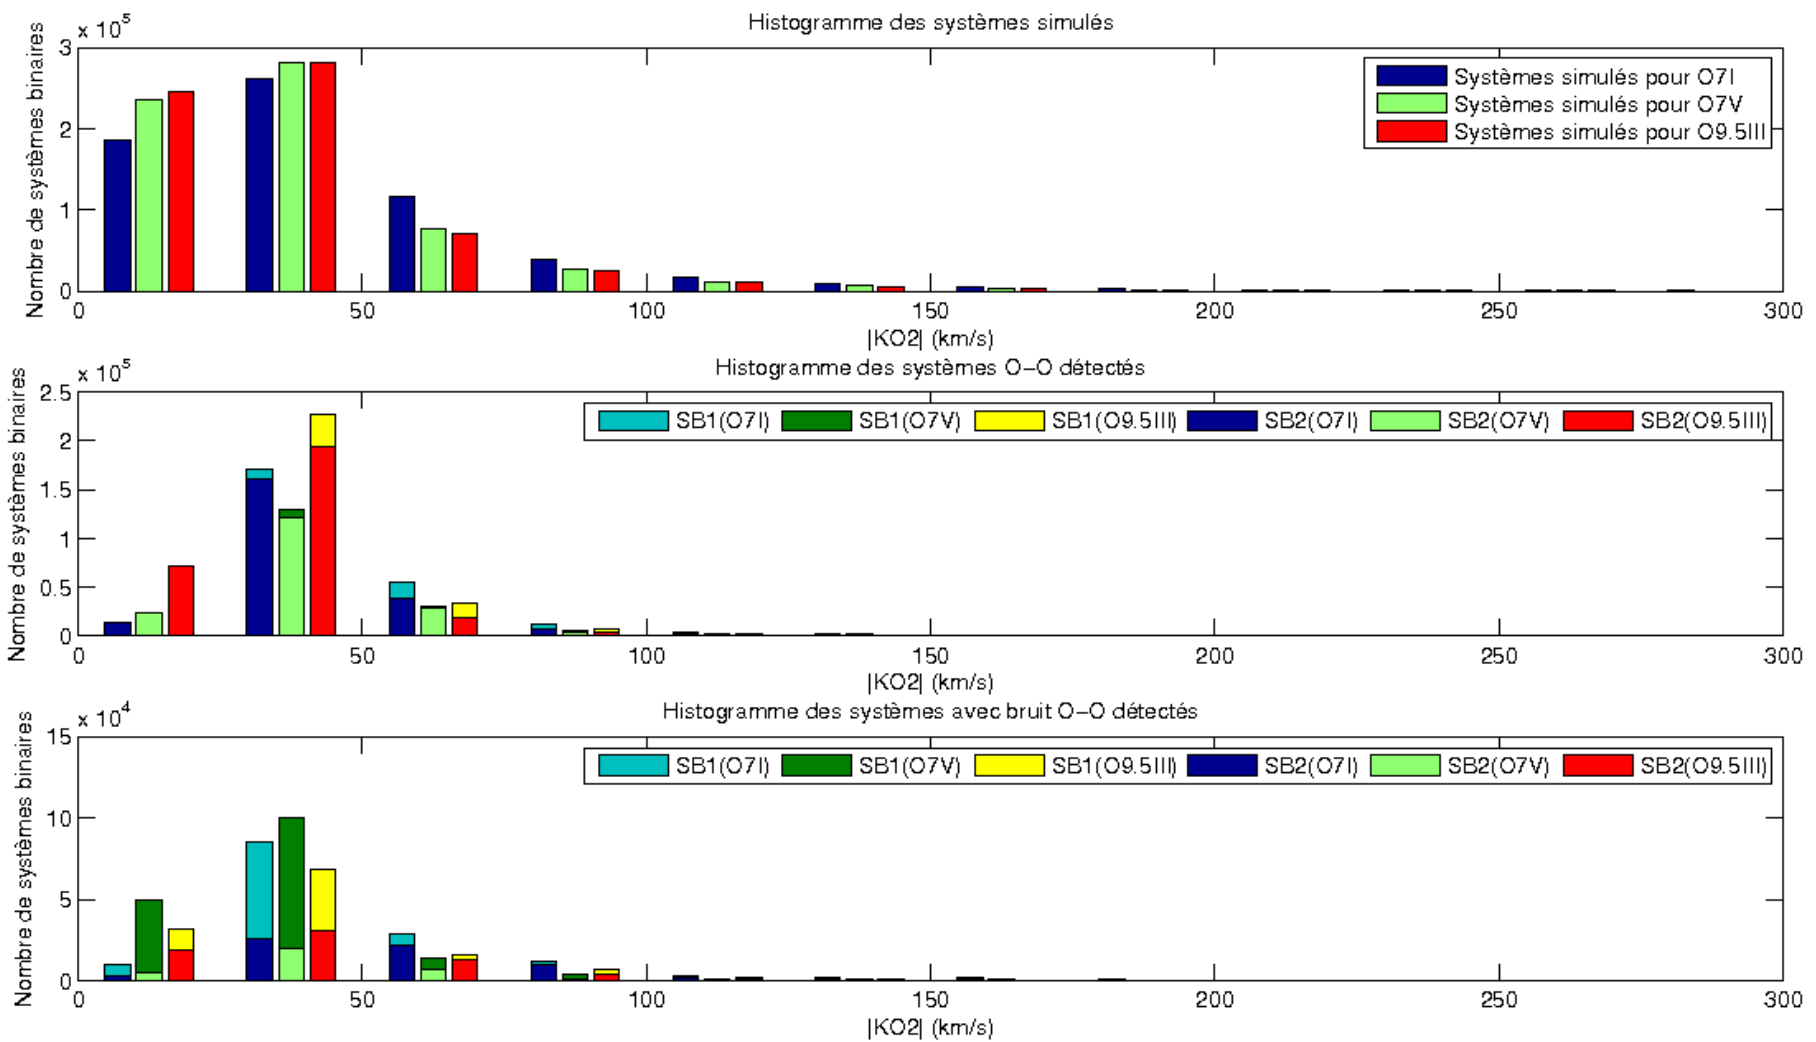 Histogramme des systèmes simulés
x 10^5
Nombre de systèmes binaires
3
2
1
0
Systèmes simulés pour O7I
Systèmes simulés pour O7V
Systèmes simulés pour O9.5III
0 50 100 150 200 250 300
|KO2| (km/s)
Histogramme des systèmes O−O détectés
x 10^5
Nombre de systèmes binaires
2.5
2
1.5
1
0.5
0
SB1(O7I) SB1(O7V) SB1(O9.5III) SB2(O7I) SB2(O7V) SB2(O9.5III)
0 50 100 150 200 250 300
|KO2| (km/s)
Histogramme des systèmes avec bruit O−O détectés
x 10^4
Nombre de systèmes binaires
15
10
5
0
SB1(O7I) SB1(O7V) SB1(O9.5III) SB2(O7I) SB2(O7V) SB2(O9.5III)
0 50 100 150 200 250 300
|KO2| (km/s)